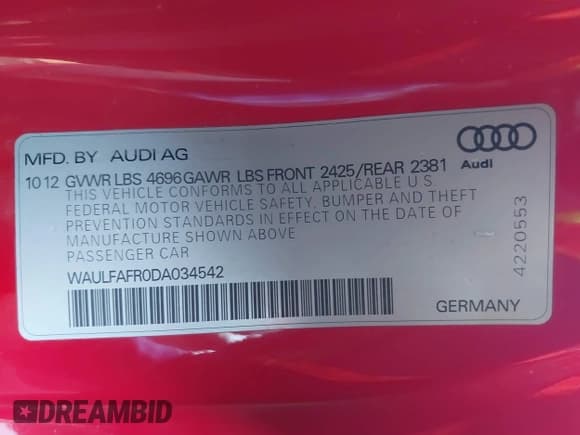 MFD. BY AUDI AG
Audi
10 12 GVWR LBS 4696 GAWR LBS FRONT 2425/REAR 2381
THIS VEHICLE CONFORMS TO ALL APPLICABLE U S
FEDERAL MOTOR VEHICLE SAFETY, BUMPER AND THEFT
PREVENTION STANDARDS IN EFFECT ON THE DATE OF
MANUFACTURE SHOWN ABOVE
PASSENGER CAR
WAULFAFR0DA034542
4220553
GERMANY
DREAMBID